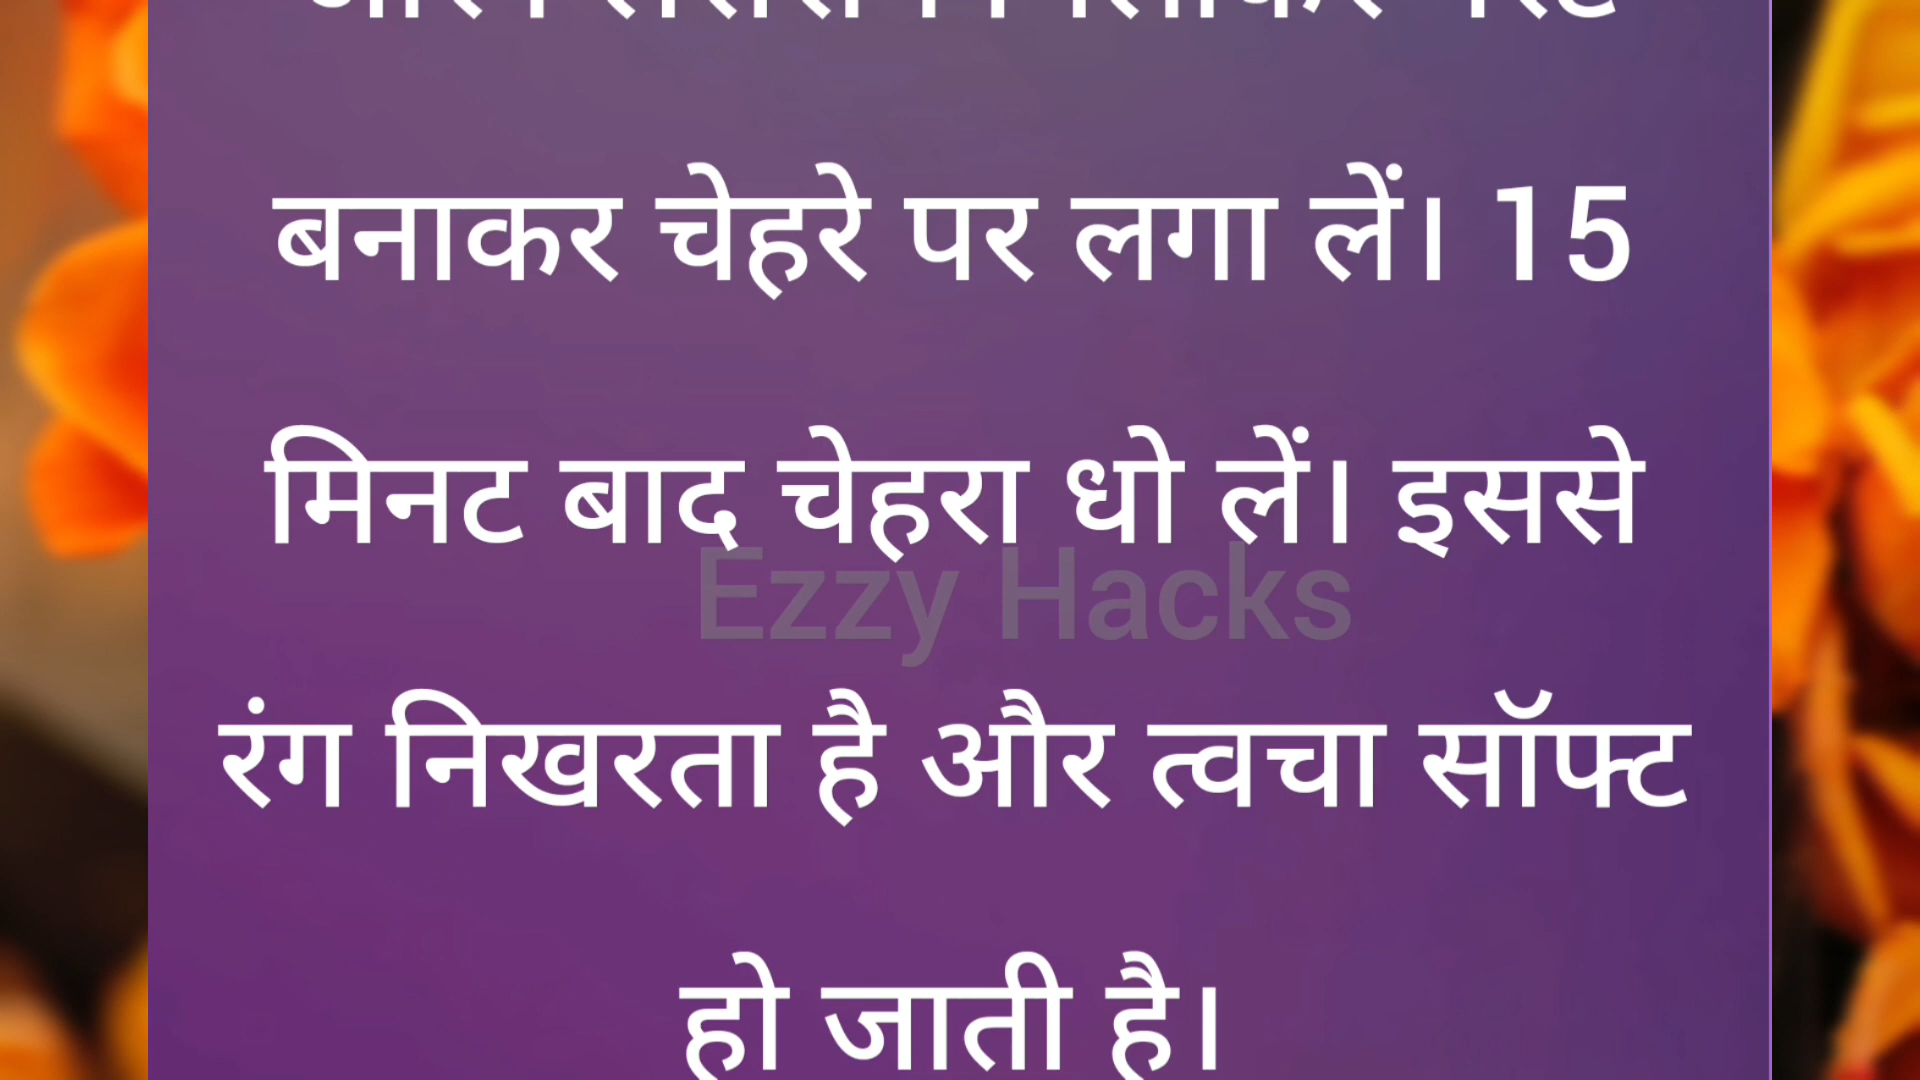 बनाकर चेहरे पर लगा लें। 15
मिनट बाद चेहरा धो लें। इससे
Ezzy Hacks
रंग निखरता है और त्वचा सॉफ्ट
हो जाती है।